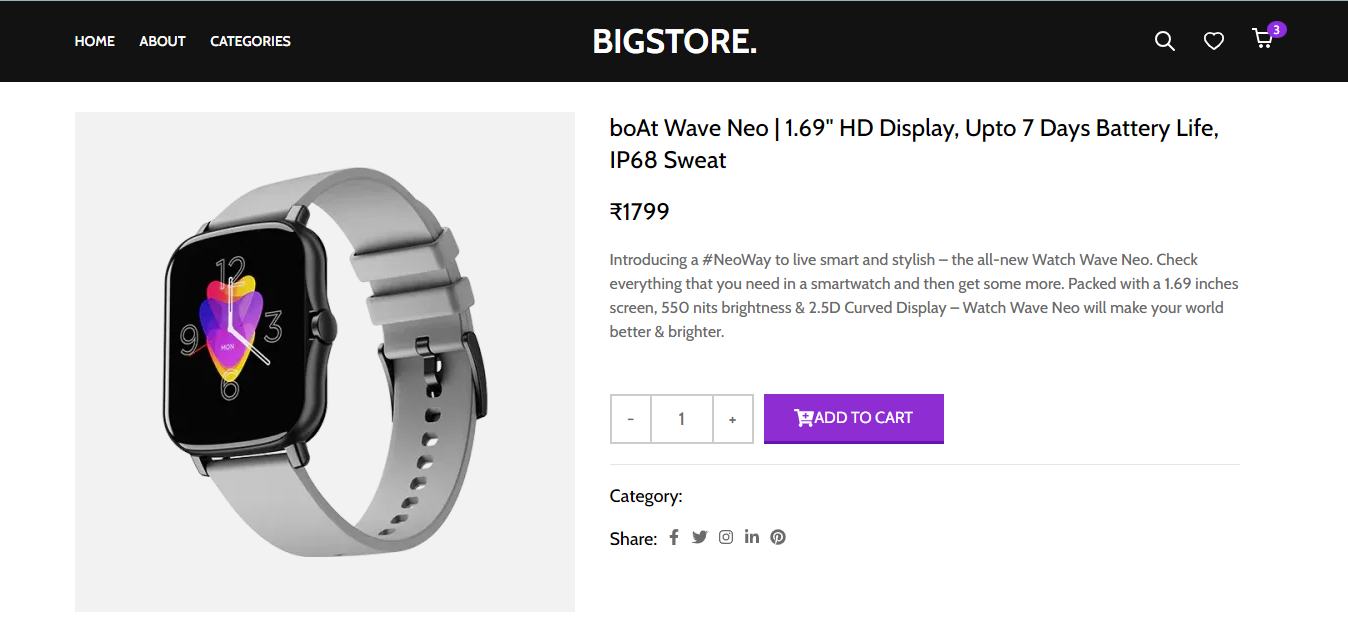 HOME ABOUT CATEGORIES BIGSTORE. 3
boAt Wave Neo | 1.69" HD Display, Upto 7 Days Battery Life,
IP68 Sweat
₹1799
Introducing a #NeoWay to live smart and stylish – the all-new Watch Wave Neo. Check
everything that you need in a smartwatch and then get some more. Packed with a 1.69 inches
screen, 550 nits brightness & 2.5D Curved Display – Watch Wave Neo will make your world
better & brighter.
12
9 3
MON
6
- 1 + ADD TO CART
Category:
Share: